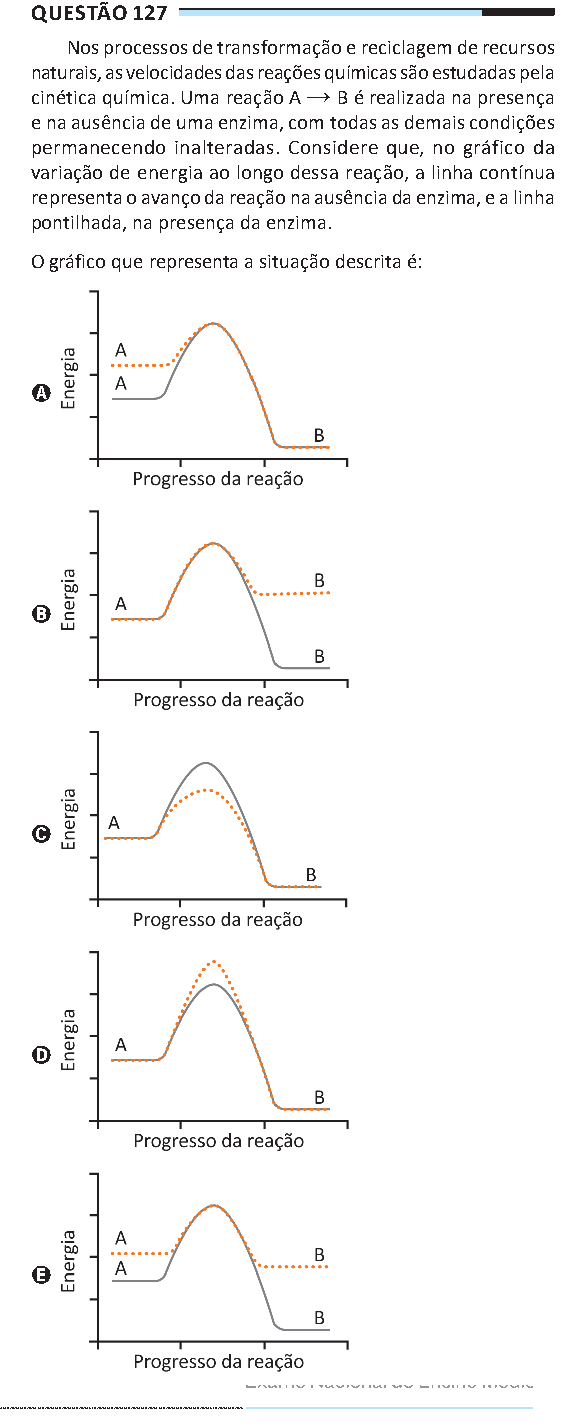 QUESTÃO 127
Nos processos de transformação e reciclagem de recursos
naturais, as velocidades das reações químicas são estudadas pela
cinética química. Uma reação A → B é realizada na presença
e na ausência de uma enzima, com todas as demais condições
permanecendo inalteradas. Considere que, no gráfico da
variação de energia ao longo dessa reação, a linha contínua
representa o avanço da reação na ausência da enzima, e a linha
pontilhada, na presença da enzima.
O gráfico que representa a situação descrita é:
A
Energia
A
A
B
Progresso da reação
B
Energia
A
B
B
Progresso da reação
C
Energia
A
B
Progresso da reação
D
Energia
A
B
Progresso da reação
E
Energia
A
A
B
B
Progresso da reação